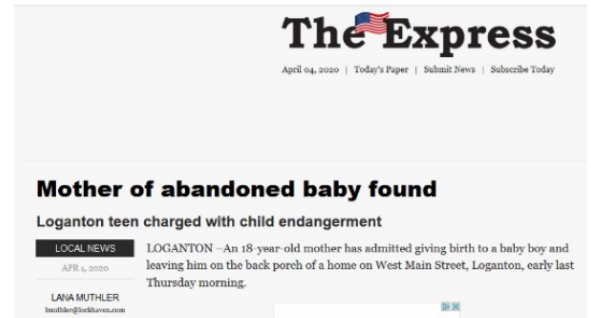 The Express
April 04, 2020 | Today's Paper | Submit News | Subscribe Today
Mother of abandoned baby found
Loganton teen charged with child endangerment
LOCAL NEWS
APR 1, 2020
LANA MUTHLER
lmuthler@lockhaven.com
LOGANTON –An 18-year-old mother has admitted giving birth to a baby boy and
leaving him on the back porch of a home on West Main Street, Loganton, early last
Thursday morning.